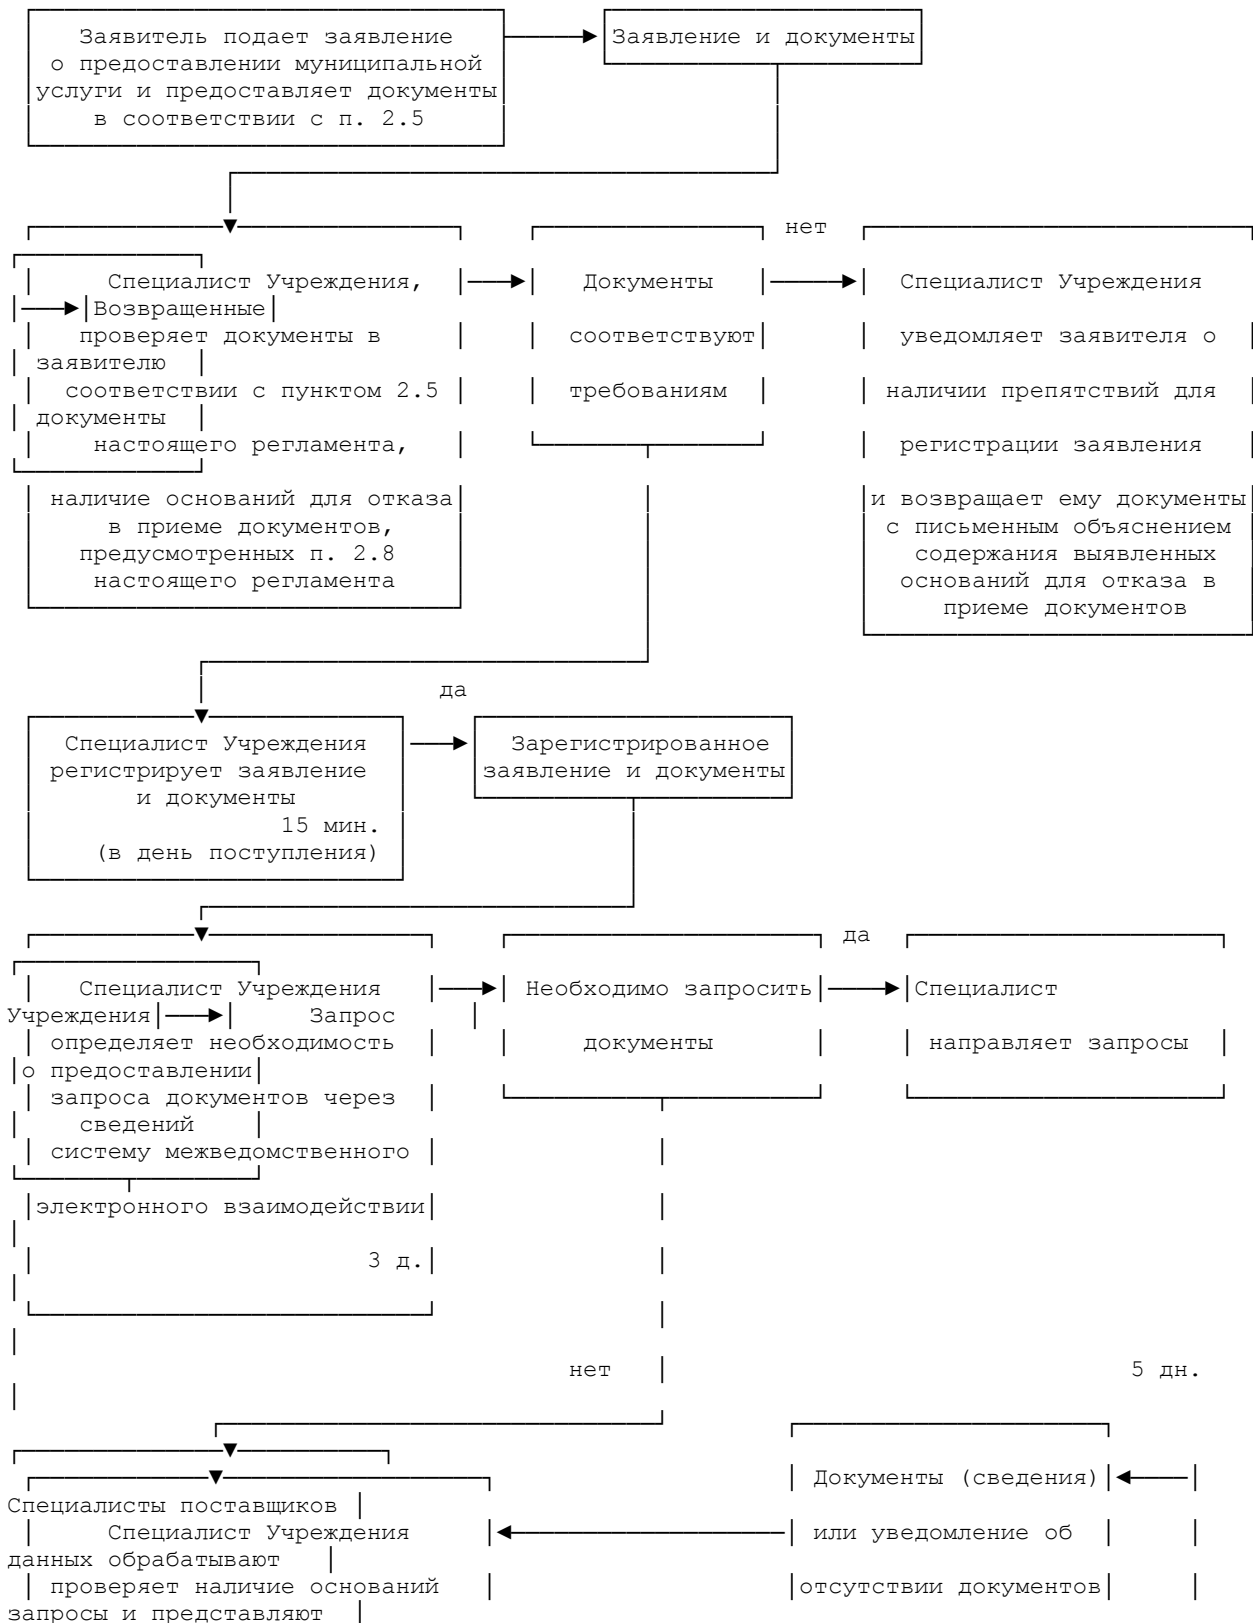 Заявитель подает заявление
Заявление и документы
о предоставлении муниципальной
услуги и предоставляет документы
в соответствии с п. 2.5
нет
Специалист Учреждения,
Документы
Специалист Учреждения
Возвращенные
проверяет документы в
соответствуют
уведомляет заявителя о
заявителю
соответствии с пунктом 2.5
требованиям
наличии препятствий для
документы
настоящего регламента,
регистрации заявления
наличие оснований для отказа
и возвращает ему документы
в приеме документов,
с письменным объяснением
предусмотренных п. 2.8
содержания выявленных
настоящего регламента
оснований для отказа в
приеме документов
да
Специалист Учреждения
Зарегистрированное
регистрирует заявление
заявление и документы
и документы
15 мин.
(в день поступления)
да
Специалист Учреждения
Необходимо запросить
Специалист
Учреждения
Запрос
определяет необходимость
документы
направляет запросы
о предоставлении
запроса документов через
сведений
систему межведомственного
электронного взаимодействии
3 д.
нет
5 дн.
Документы (сведения)
Специалисты поставщиков
Специалист Учреждения
или уведомление об
данных обрабатывают
проверяет наличие оснований
отсутствии документов
запросы и представляют